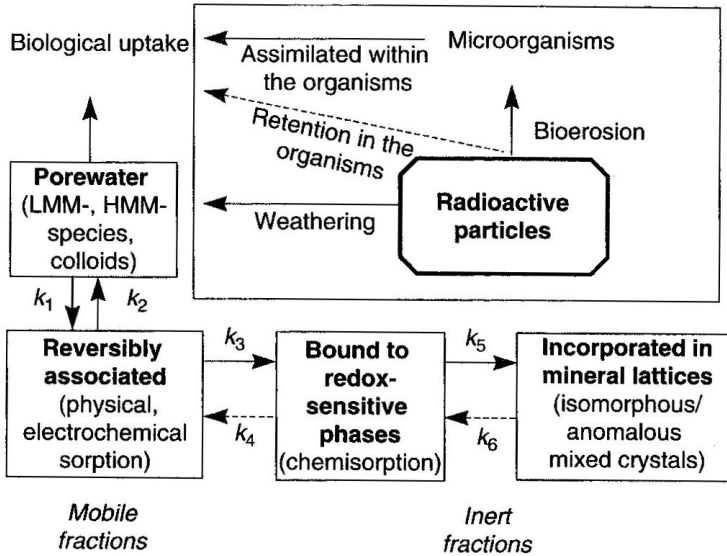 Biological uptake
Assimilated within
the organisms
Microorganisms
Retention in the
organisms
Bioerosion
Porewater
(LMM-, HMM-
species,
colloids)
Weathering
Radioactive
particles
k1
k2
Reversibly
associated
(physical,
electrochemical
sorption)
k3
k4
Bound to
redox-
sensitive
phases
(chemisorption)
k5
k6
Incorporated in
mineral lattices
(isomorphous/
anomalous
mixed crystals)
Mobile
fractions
Inert
fractions